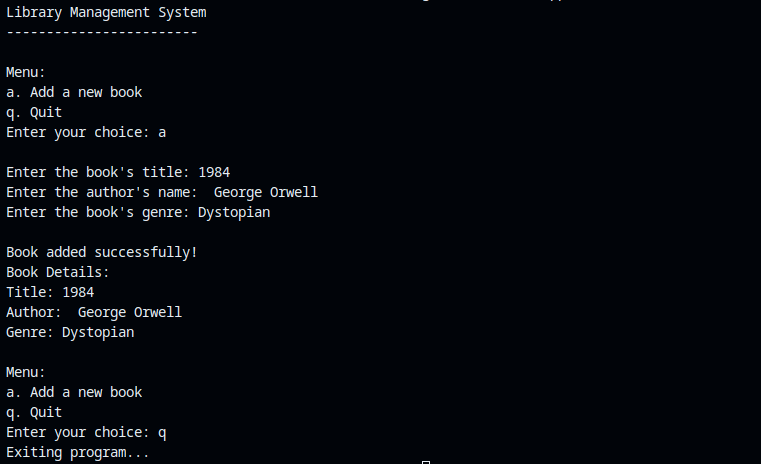 Library Management System
------------------------
Menu:
a. Add a new book
q. Quit
Enter your choice: a
Enter the book's title: 1984
Enter the author's name:  George Orwell
Enter the book's genre: Dystopian
Book added successfully!
Book Details:
Title: 1984
Author:  George Orwell
Genre: Dystopian
Menu:
a. Add a new book
q. Quit
Enter your choice: q
Exiting program...